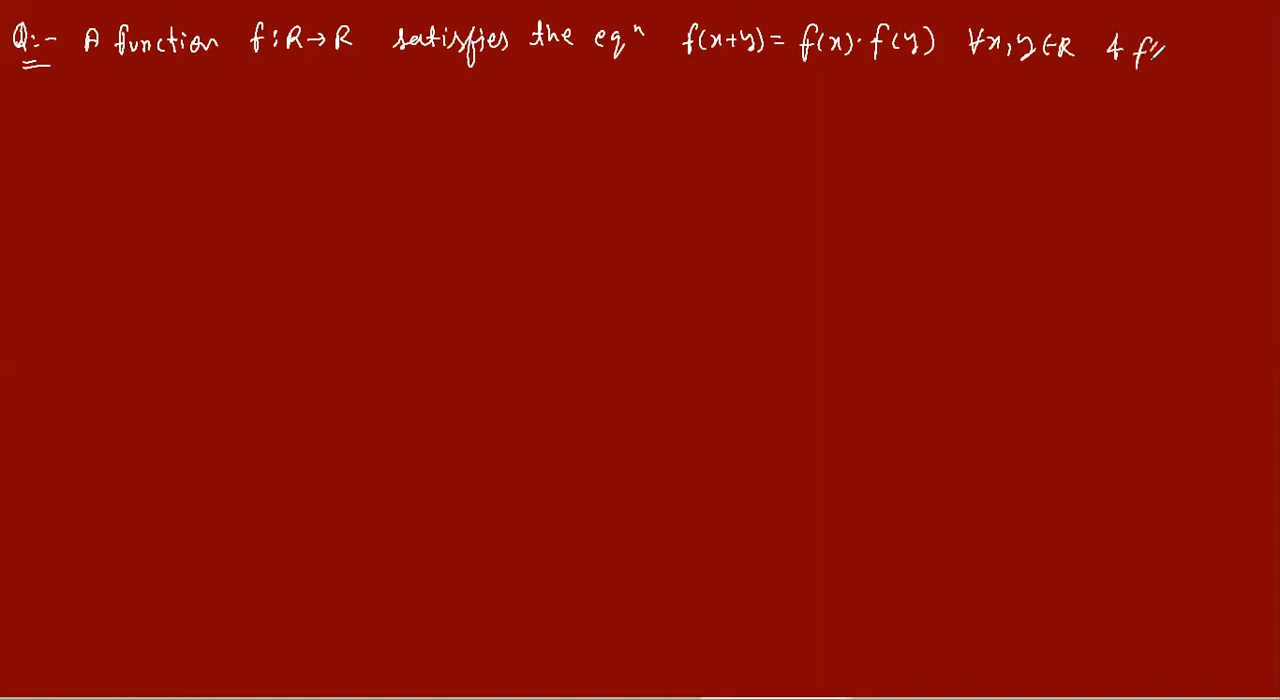 Q:- A function f: R → R satisfies the eqⁿ f(x+y) = f(x)·f(y) ∀x,y∈R & f